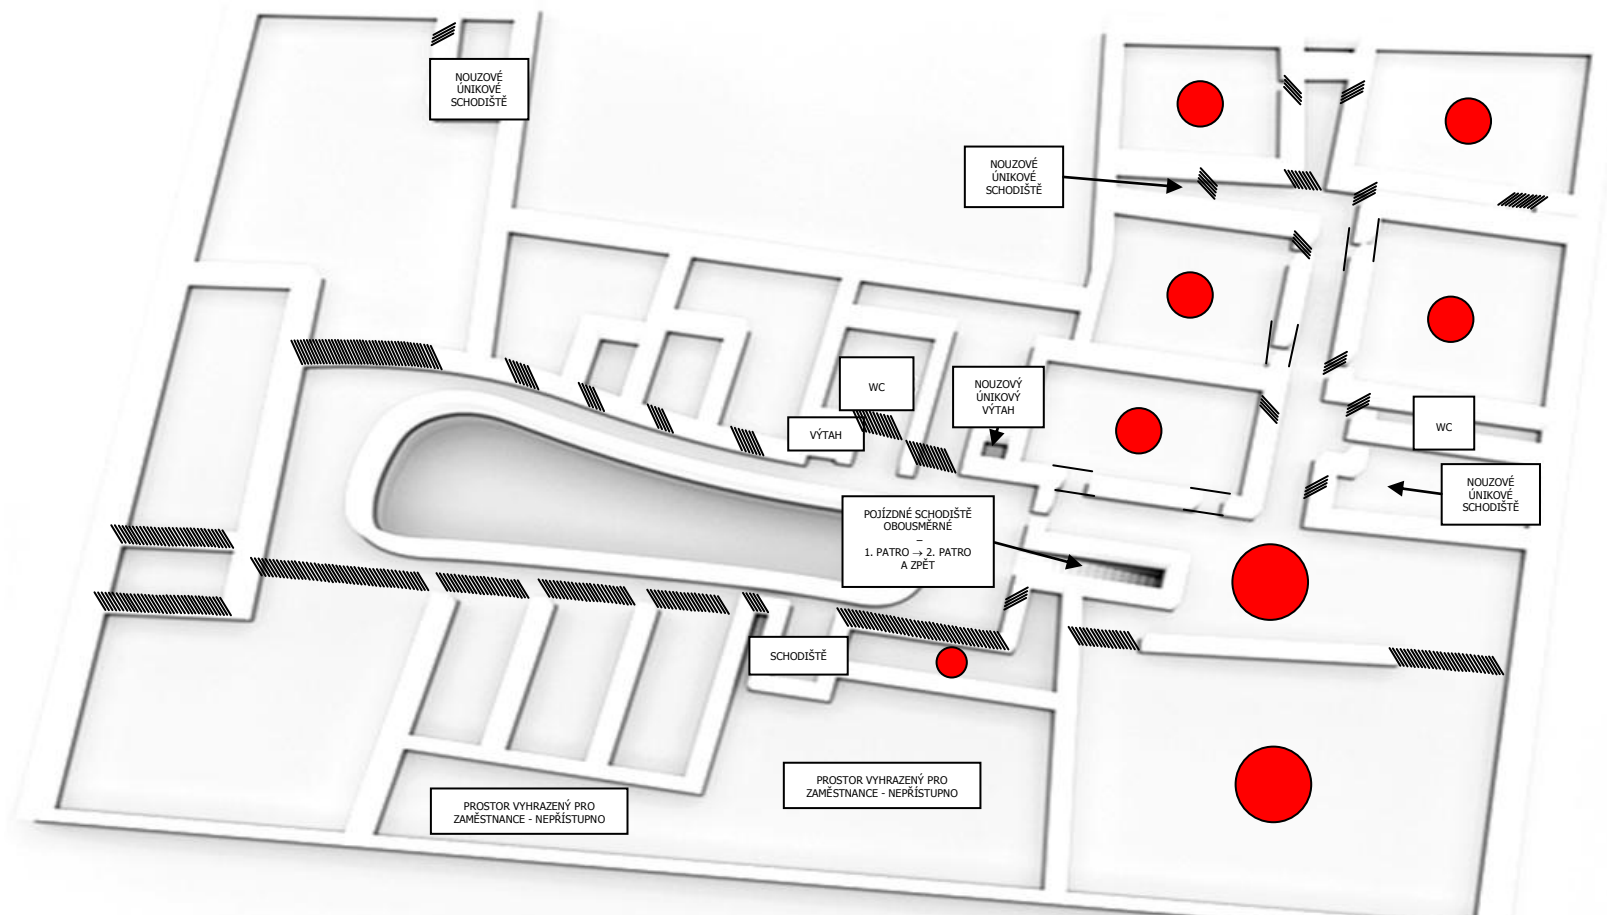 NOUZOVÉ
ÚNIKOVÉ
SCHODIŠTĚ
NOUZOVÉ
ÚNIKOVÉ
SCHODIŠTĚ
WC
NOUZOVÝ
ÚNIKOVÝ
VÝTAH
VÝTAH
WC
NOUZOVÉ
ÚNIKOVÉ
SCHODIŠTĚ
POJÍZDNÉ SCHODIŠTĚ
OBOUSMĚRNÉ
–
1. PATRO → 2. PATRO
A ZPĚT
SCHODIŠTĚ
PROSTOR VYHRAZENÝ PRO
ZAMĚSTNANCE - NEPŘÍSTUPNO
PROSTOR VYHRAZENÝ PRO
ZAMĚSTNANCE - NEPŘÍSTUPNO